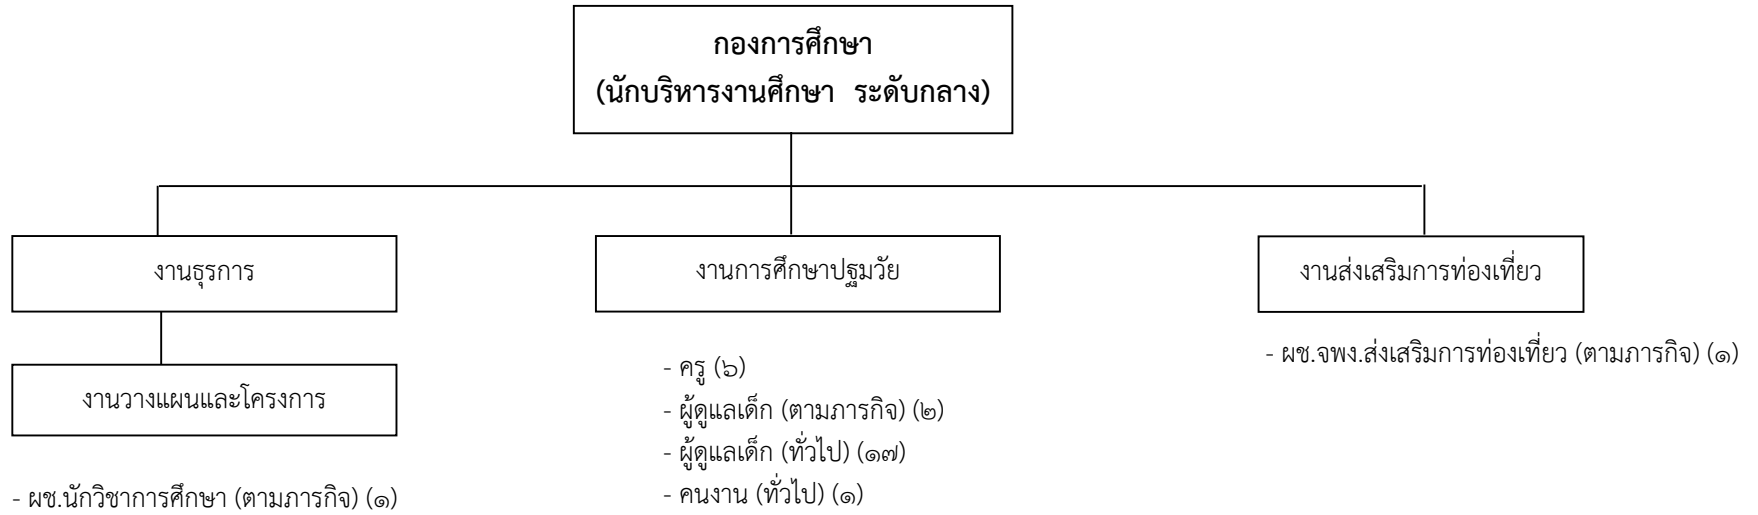 กองการศึกษา
(นักบริหารงานศึกษา ระดับกลาง)
งานธุรการ
งานการศึกษาปฐมวัย
งานส่งเสริมการท่องเที่ยว
งานวางแผนและโครงการ
- ผช.นักวิชาการศึกษา (ตามภารกิจ) (๑)
- ครู (๖)
- ผู้ดูแลเด็ก (ตามภารกิจ) (๒)
- ผู้ดูแลเด็ก (ทั่วไป) (๑๗)
- คนงาน (ทั่วไป) (๑)
- ผช.จพง.ส่งเสริมการท่องเที่ยว (ตามภารกิจ) (๑)